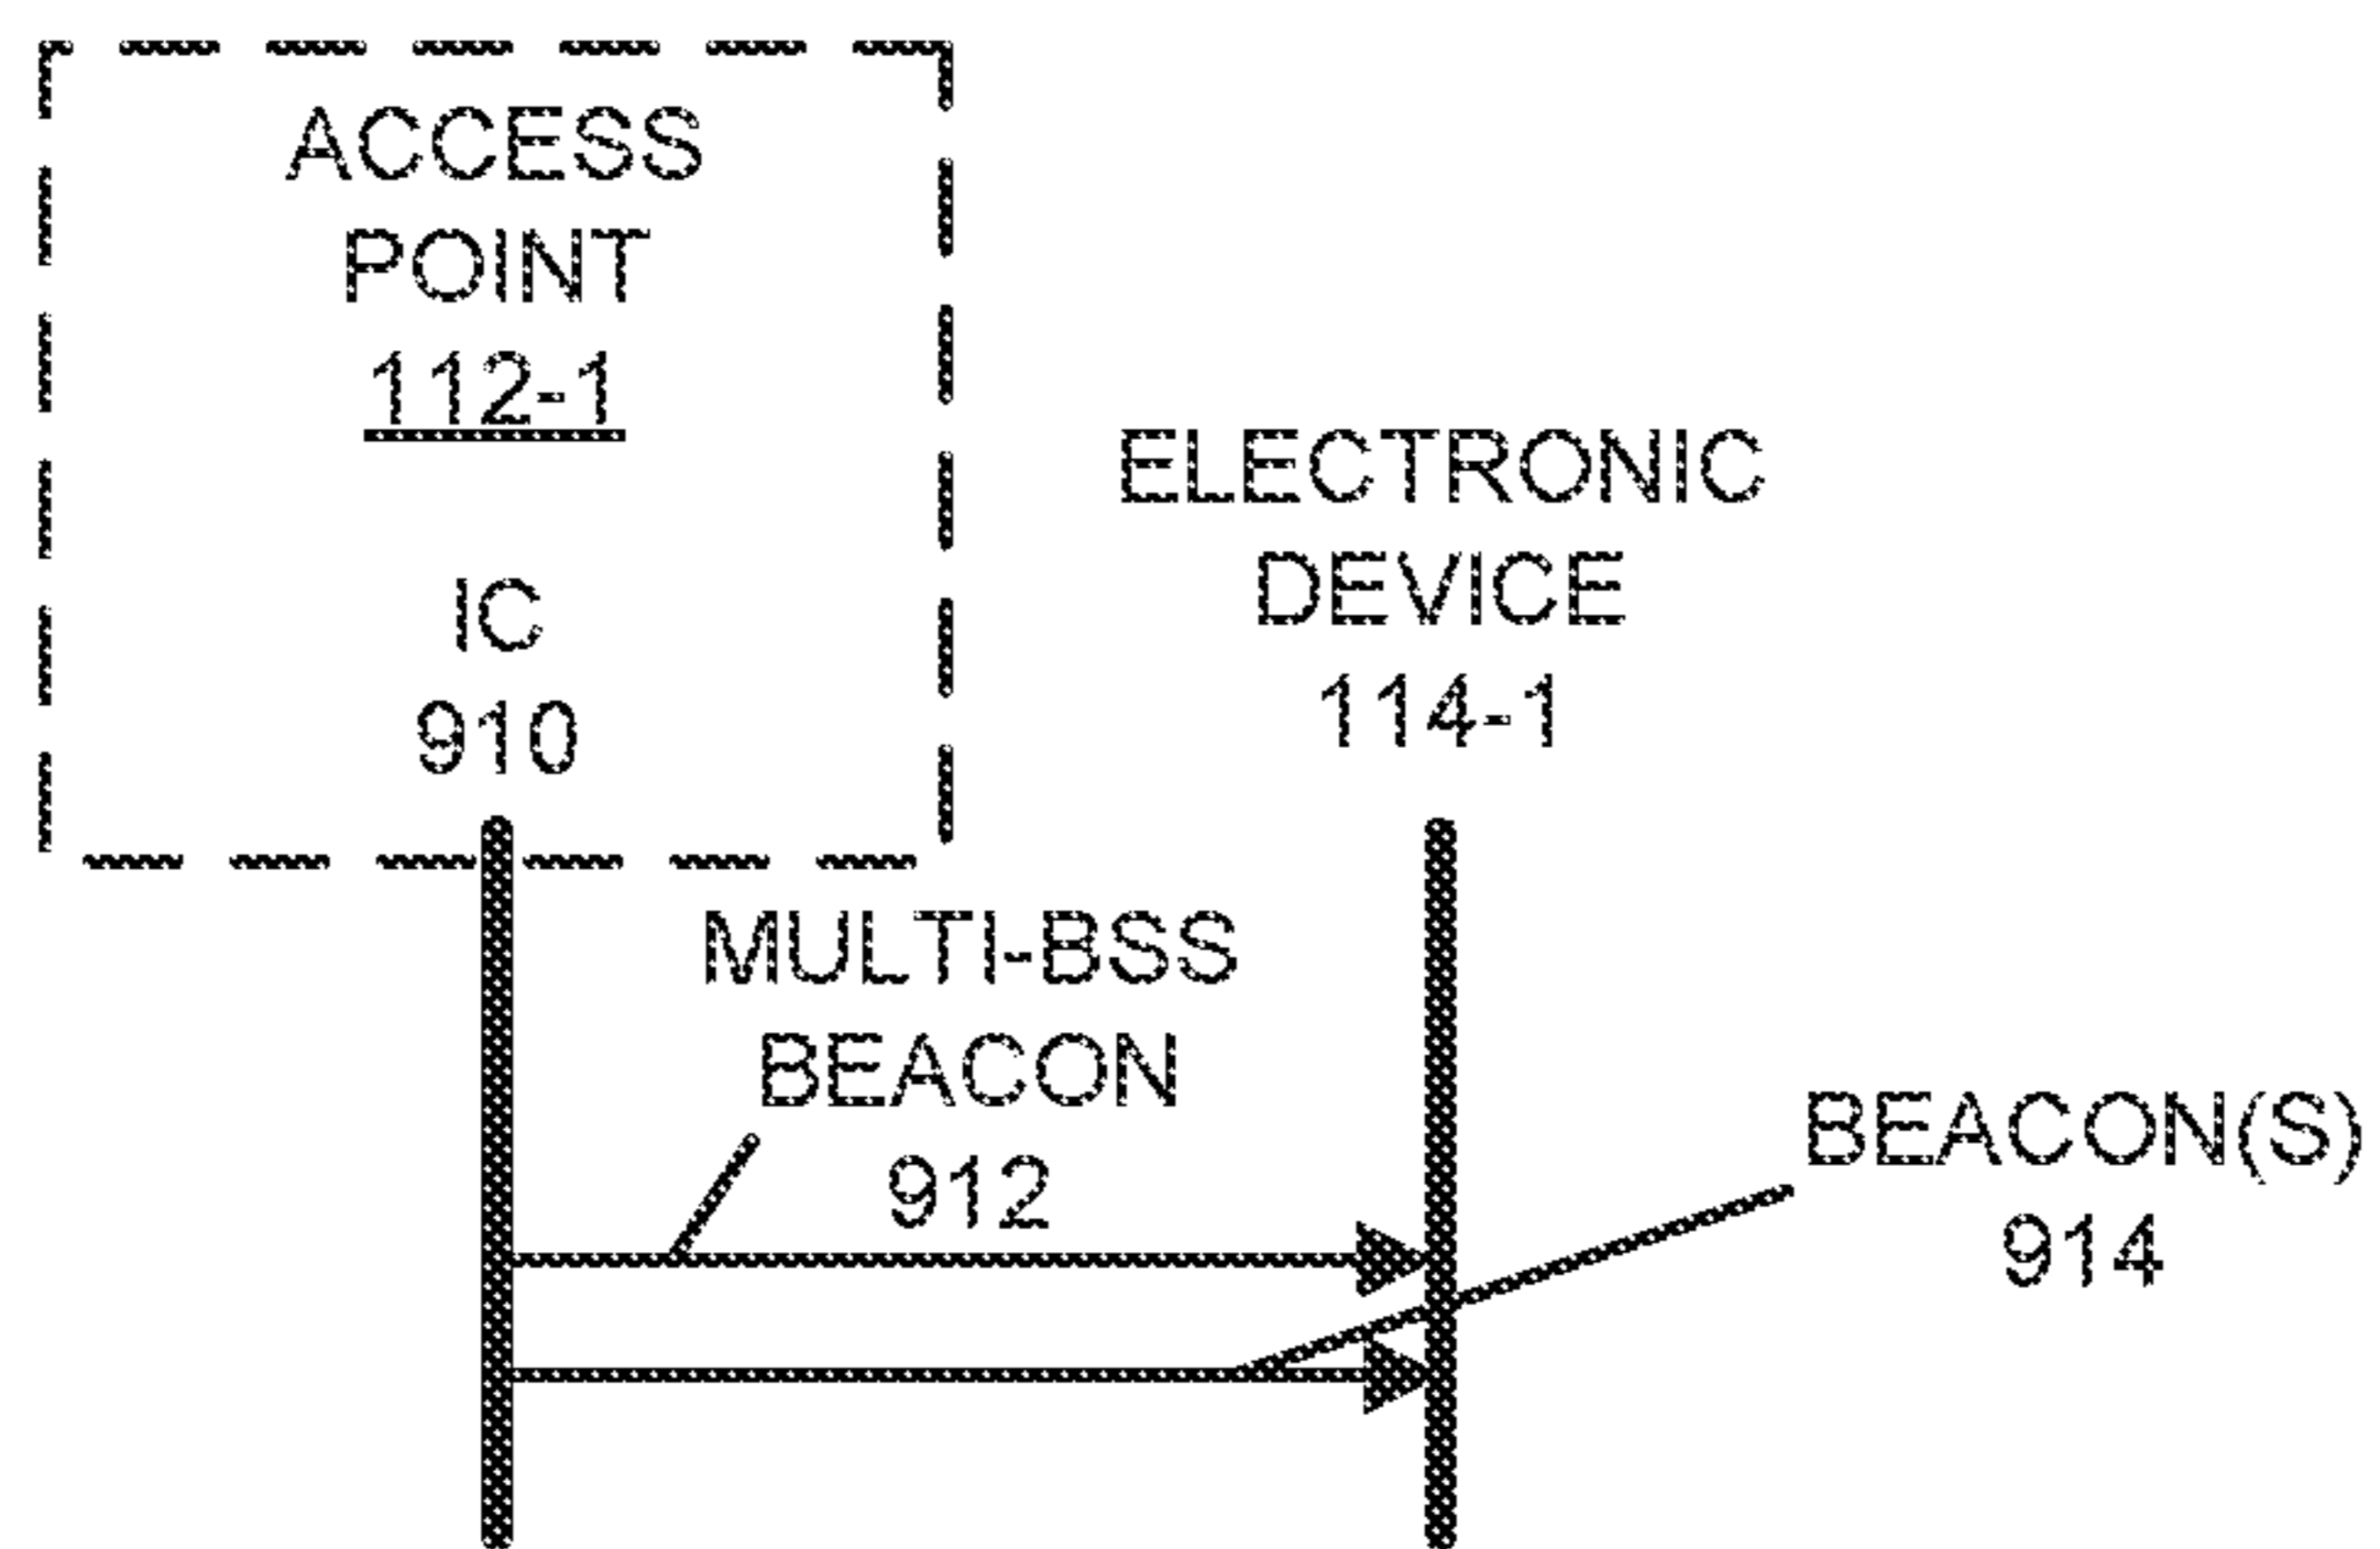 ACCESS
POINT
112-1
IC
910
ELECTRONIC
DEVICE
114-1
MULTI-BSS
BEACON
912
BEACON(S)
914